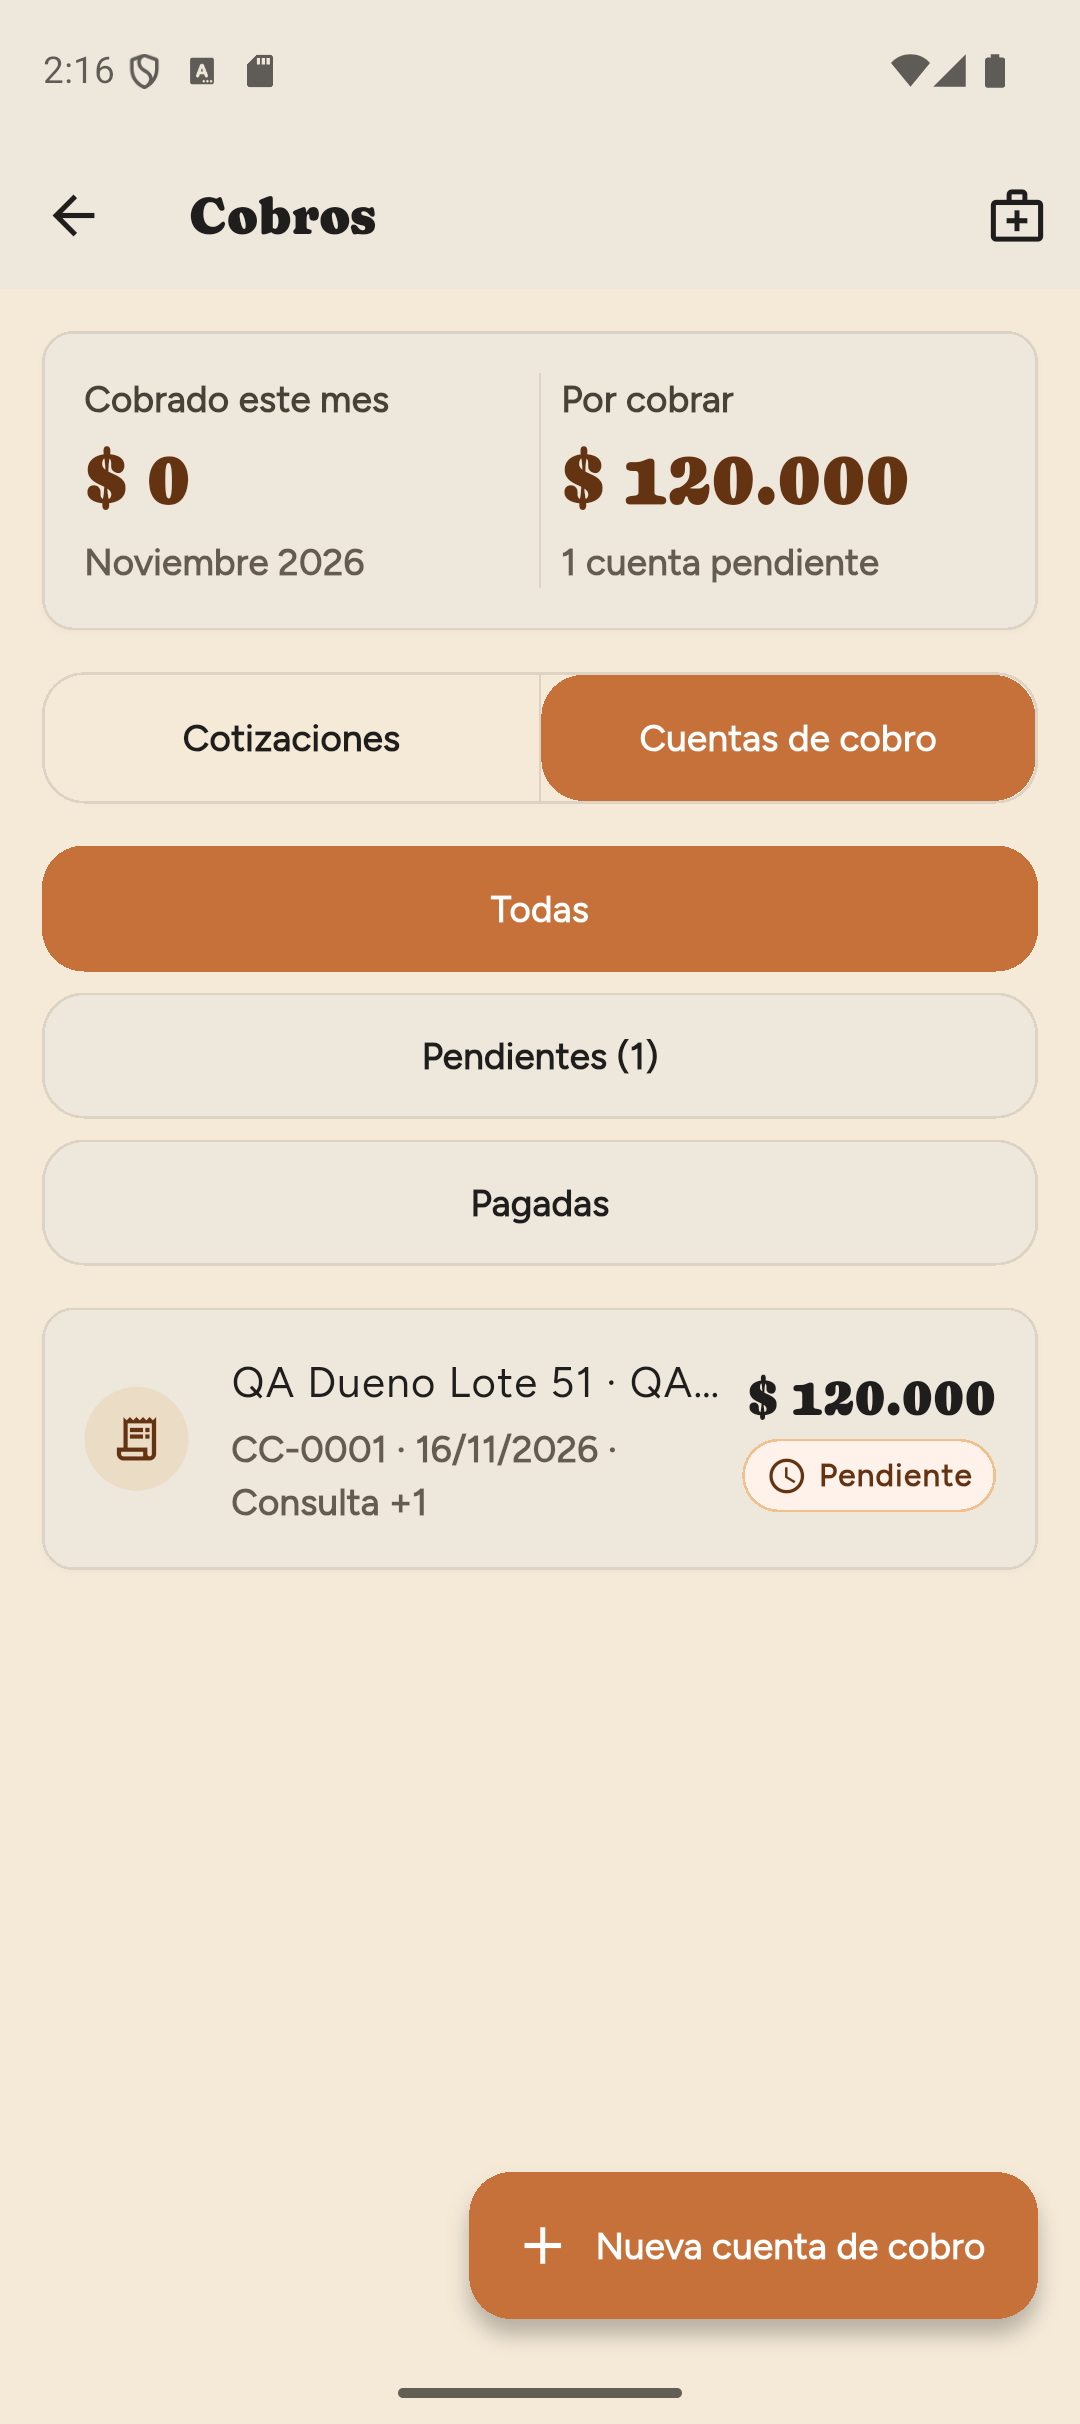 2:16
Cobros
Cobrado este mes
$ 0
Noviembre 2026
Por cobrar
$ 120.000
1 cuenta pendiente
Cotizaciones
Cuentas de cobro
Todas
Pendientes (1)
Pagadas
QA Dueno Lote 51 · QA...
CC-0001 · 16/11/2026 ·
Consulta +1
$ 120.000
Pendiente
Nueva cuenta de cobro